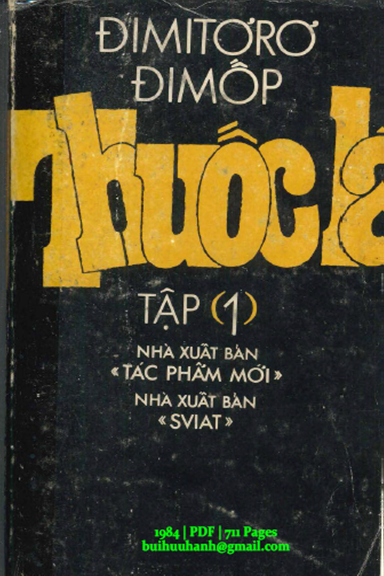 ĐIMITƠRƠ
ĐIMỐP
Thuốc lá
TẬP (1)
NHÀ XUẤT BẢN
«TÁC PHẨM MỚI»
NHÀ XUẤT BẢN
«SVIAT»
1984 | PDF | 711 Pages
buihuuhanh@gmail.com